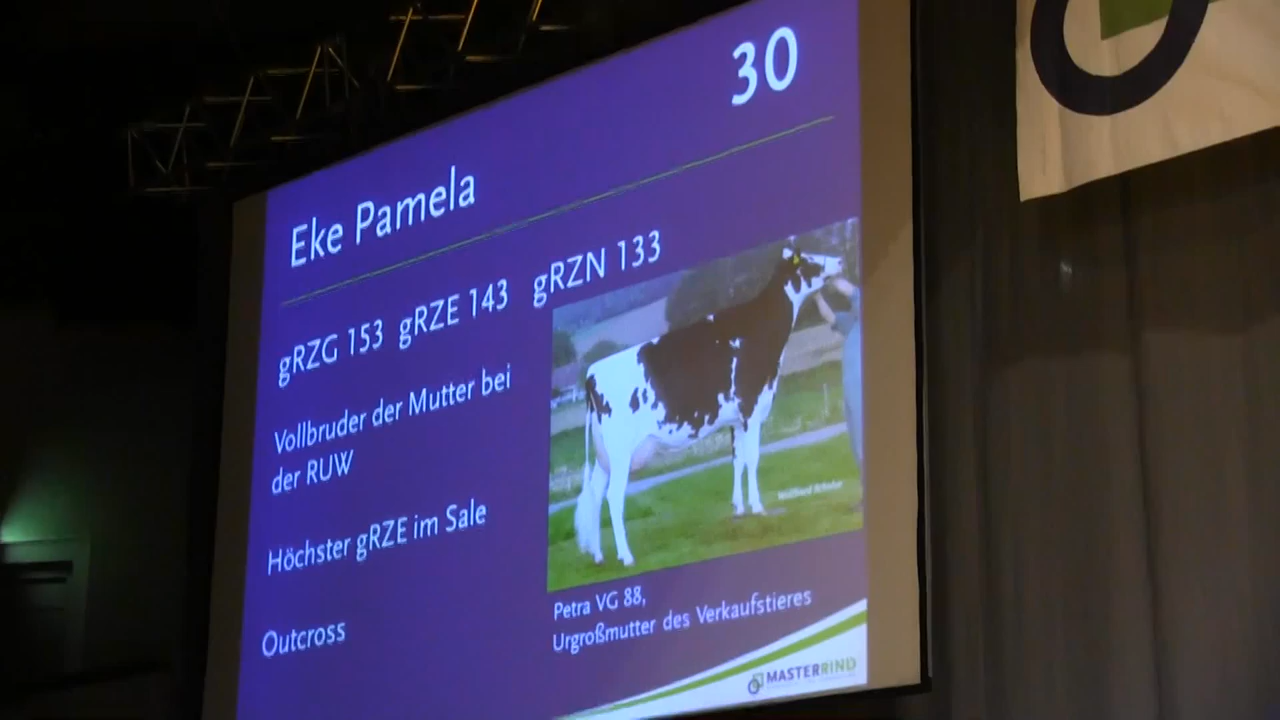 30
Eke Pamela
gRZG 153 gRZE 143 gRZN 133
Vollbruder der Mutter bei
der RUW
Höchster gRZE im Sale
Outcross
Petra VG 88,
Urgroßmutter des Verkaufstieres
MASTERRIND